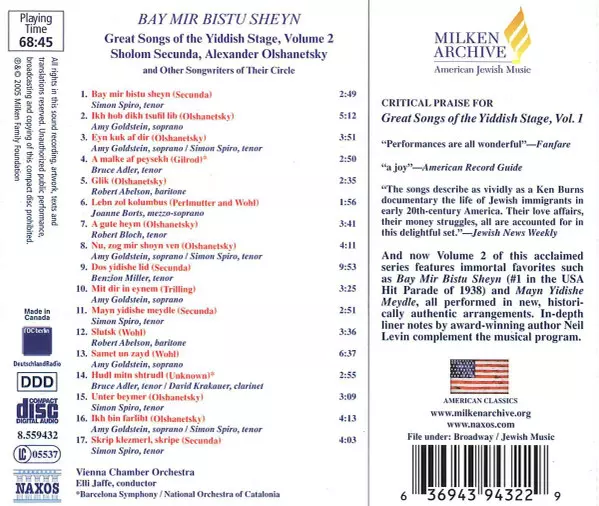 Playing
Time
68:45
All rights in this sound recording, artwork, texts and
translations reserved. Unauthorised public performance,
broadcasting and copying of this compact disc prohibited.
℗ & © 2005 Milken Family Foundation
Made in
Canada
ROC berlin
DeutschlandRadio
DDD
COMPACT
disc
DIGITAL AUDIO
8.559432
LC 05537
NAXOS
BAY MIR BISTU SHEYN
Great Songs of the Yiddish Stage, Volume 2
Sholom Secunda, Alexander Olshanetsky
and Other Songwriters of Their Circle
1. Bay mir bistu sheyn (Secunda) 2:49
Simon Spiro, tenor
2. Ikh hob dikh tsufil lib (Olshanetsky) 5:12
Amy Goldstein, soprano
3. Eyn kuk af dir (Olshanetsky) 3:51
Amy Goldstein, soprano / Simon Spiro, tenor
4. A malke af peysekh (Gilrod)* 2:50
Bruce Adler, tenor
5. Glik (Olshanetsky) 2:35
Robert Abelson, baritone
6. Lebn zol kolumbus (Perlmutter and Wohl) 1:56
Joanne Borts, mezzo-soprano
7. A gute heym (Olshanetsky) 3:41
Robert Bloch, tenor
8. Nu, zog mir shoyn ven (Olshanetsky) 4:11
Amy Goldstein, soprano / Simon Spiro, tenor
9. Dos yidishe lid (Secunda) 9:53
Benzion Miller, tenor
10. Mit dir in eynem (Trilling) 3:25
Amy Goldstein, soprano
11. Mayn yidishe meydle (Secunda) 2:51
Simon Spiro, tenor
12. Slutsk (Wohl) 3:36
Robert Abelson, baritone
13. Samet un zayd (Wohl) 6:37
Amy Goldstein, soprano
14. Hudl mitn shtrudl (Unknown)* 2:55
Bruce Adler, tenor / David Krakauer, clarinet
15. Unter beymer (Olshanetsky) 3:09
Simon Spiro, tenor
16. Ikh bin farlibt (Olshanetsky) 4:13
Amy Goldstein, soprano / Simon Spiro, tenor
17. Skrip klezmerl, skripe (Secunda) 4:03
Simon Spiro, tenor
Vienna Chamber Orchestra
Elli Jaffe, conductor
*Barcelona Symphony / National Orchestra of Catalonia
MILKEN
ARCHIVE
American Jewish Music
CRITICAL PRAISE FOR
Great Songs of the Yiddish Stage, Vol. 1
"Performances are all wonderful"—Fanfare
"a joy"—American Record Guide
"The songs describe as vividly as a Ken Burns
documentary the life of Jewish immigrants in
early 20th-century America. Their love affairs,
their money struggles, all are accounted for in
this delightful set."—Jewish News Weekly
And now Volume 2 of this acclaimed
series features immortal favorites such
as Bay Mir Bistu Sheyn (#1 in the USA
Hit Parade of 1938) and Mayn Yidishe
Meydle, all performed in new, histori-
cally authentic arrangements. In-depth
liner notes by award-winning author Neil
Levin complement the musical program.
AMERICAN CLASSICS
www.milkenarchive.org
www.naxos.com
File under: Broadway / Jewish Music
6 36943 94322 9